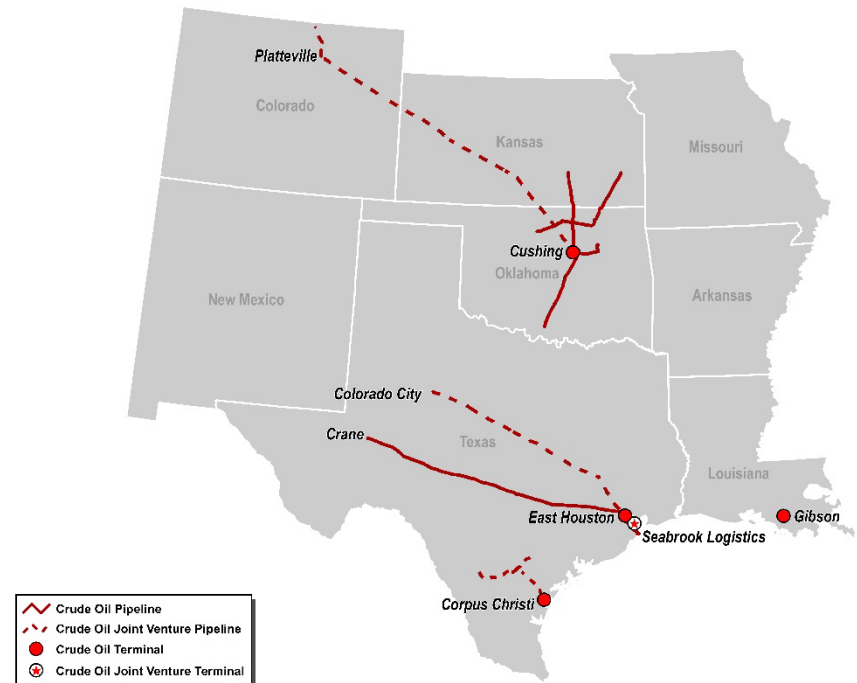 Platteville
Colorado
Kansas
Missouri
Cushing
Oklahoma
New Mexico
Arkansas
Colorado City
Crane
Texas
Louisiana
East Houston
Gibson
Seabrook Logistics
Corpus Christi
Crude Oil Pipeline
Crude Oil Joint Venture Pipeline
Crude Oil Terminal
Crude Oil Joint Venture Terminal